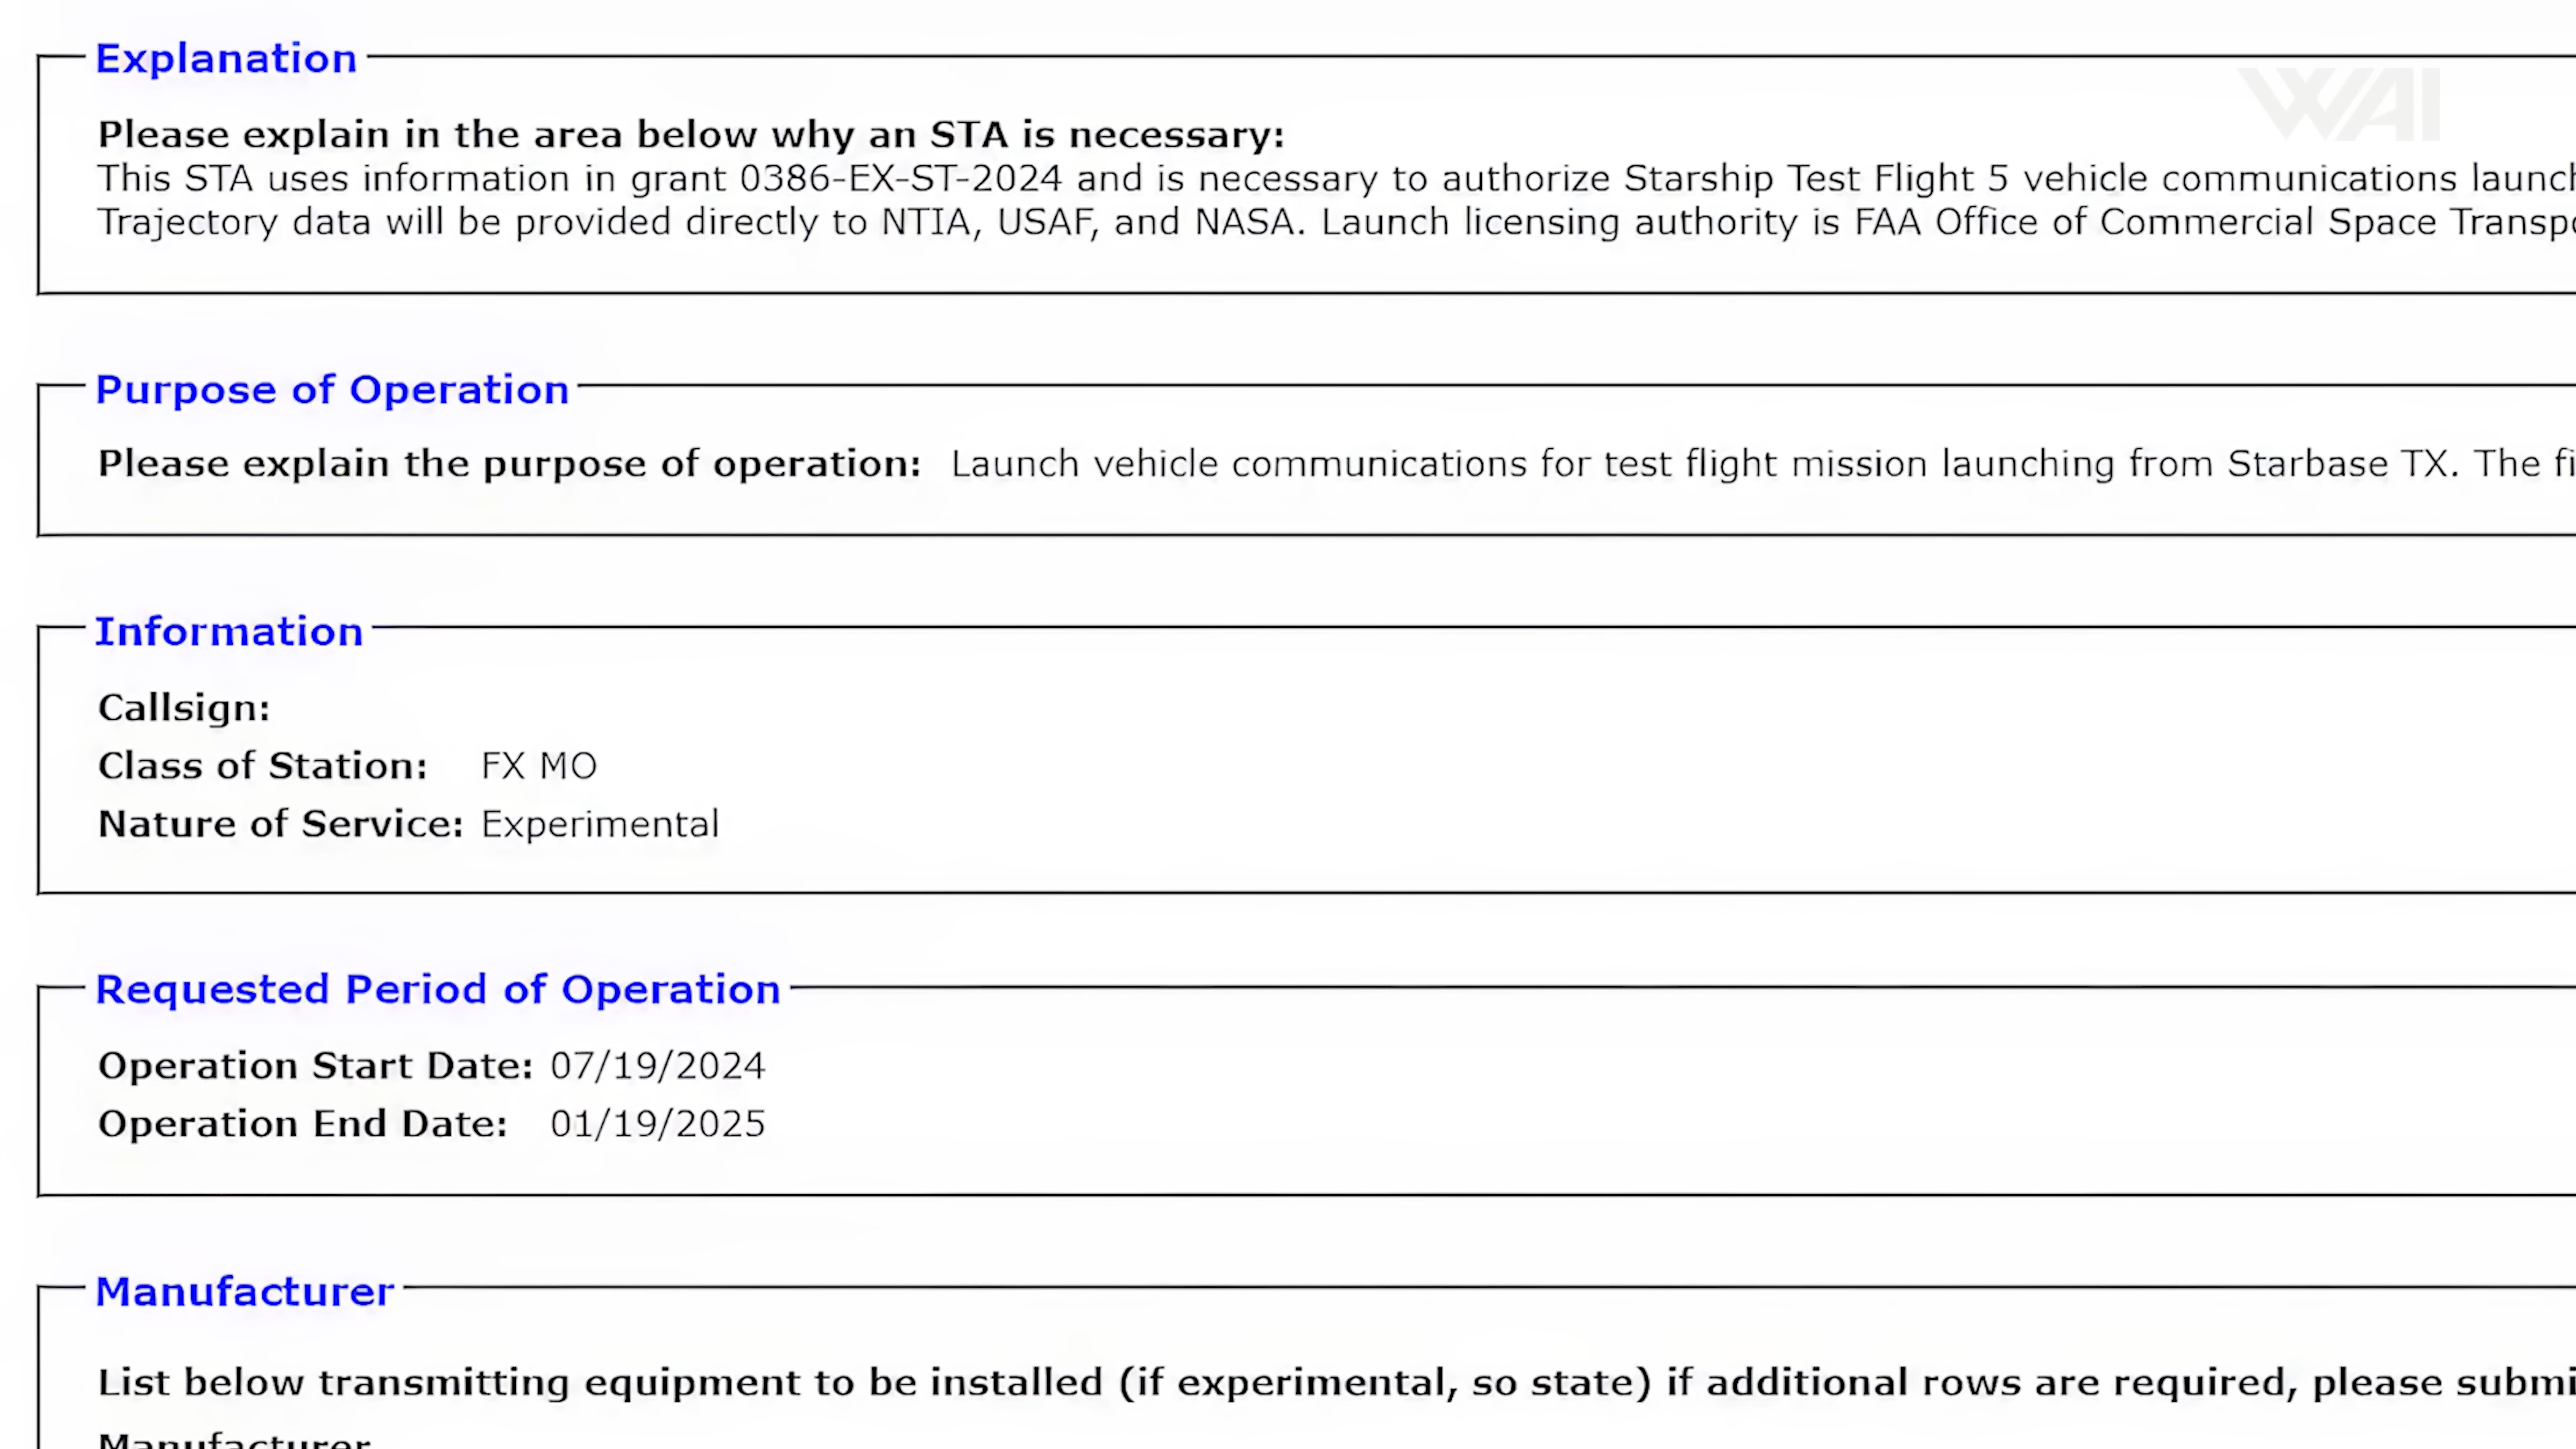 Explanation
WAI
Please explain in the area below why an STA is necessary:
This STA uses information in grant 0386-EX-ST-2024 and is necessary to authorize Starship Test Flight 5 vehicle communications launch
Trajectory data will be provided directly to NTIA, USAF, and NASA. Launch licensing authority is FAA Office of Commercial Space Transpo
Purpose of Operation
Please explain the purpose of operation: Launch vehicle communications for test flight mission launching from Starbase TX. The fi
Information
Callsign:
Class of Station: FX MO
Nature of Service: Experimental
Requested Period of Operation
Operation Start Date: 07/19/2024
Operation End Date: 01/19/2025
Manufacturer
List below transmitting equipment to be installed (if experimental, so state) if additional rows are required, please submi
Manufacturer